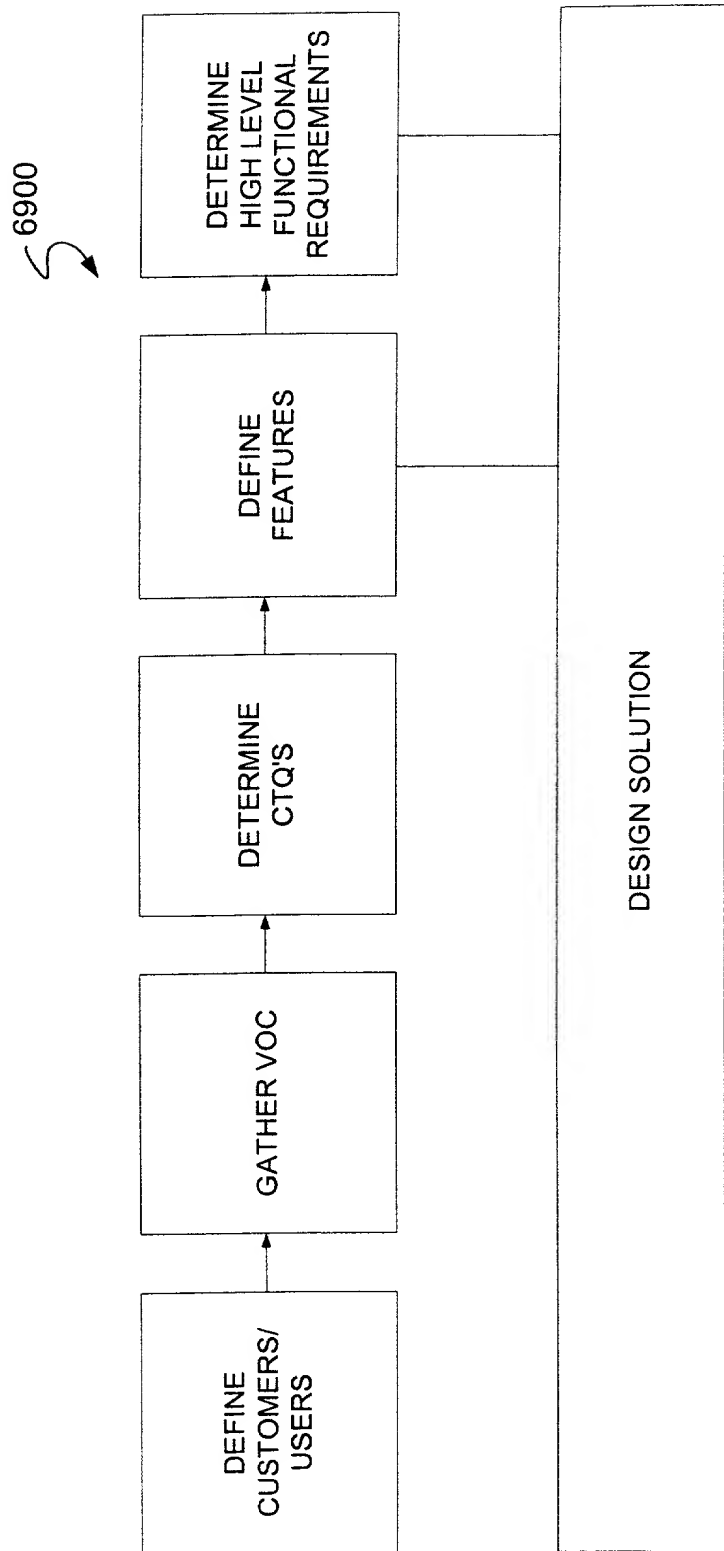 6900
DEFINE
CUSTOMERS/
USERS
GATHER VOC
DETERMINE
CTQ'S
DEFINE
FEATURES
DETERMINE
HIGH LEVEL
FUNCTIONAL
REQUIREMENTS
DESIGN SOLUTION